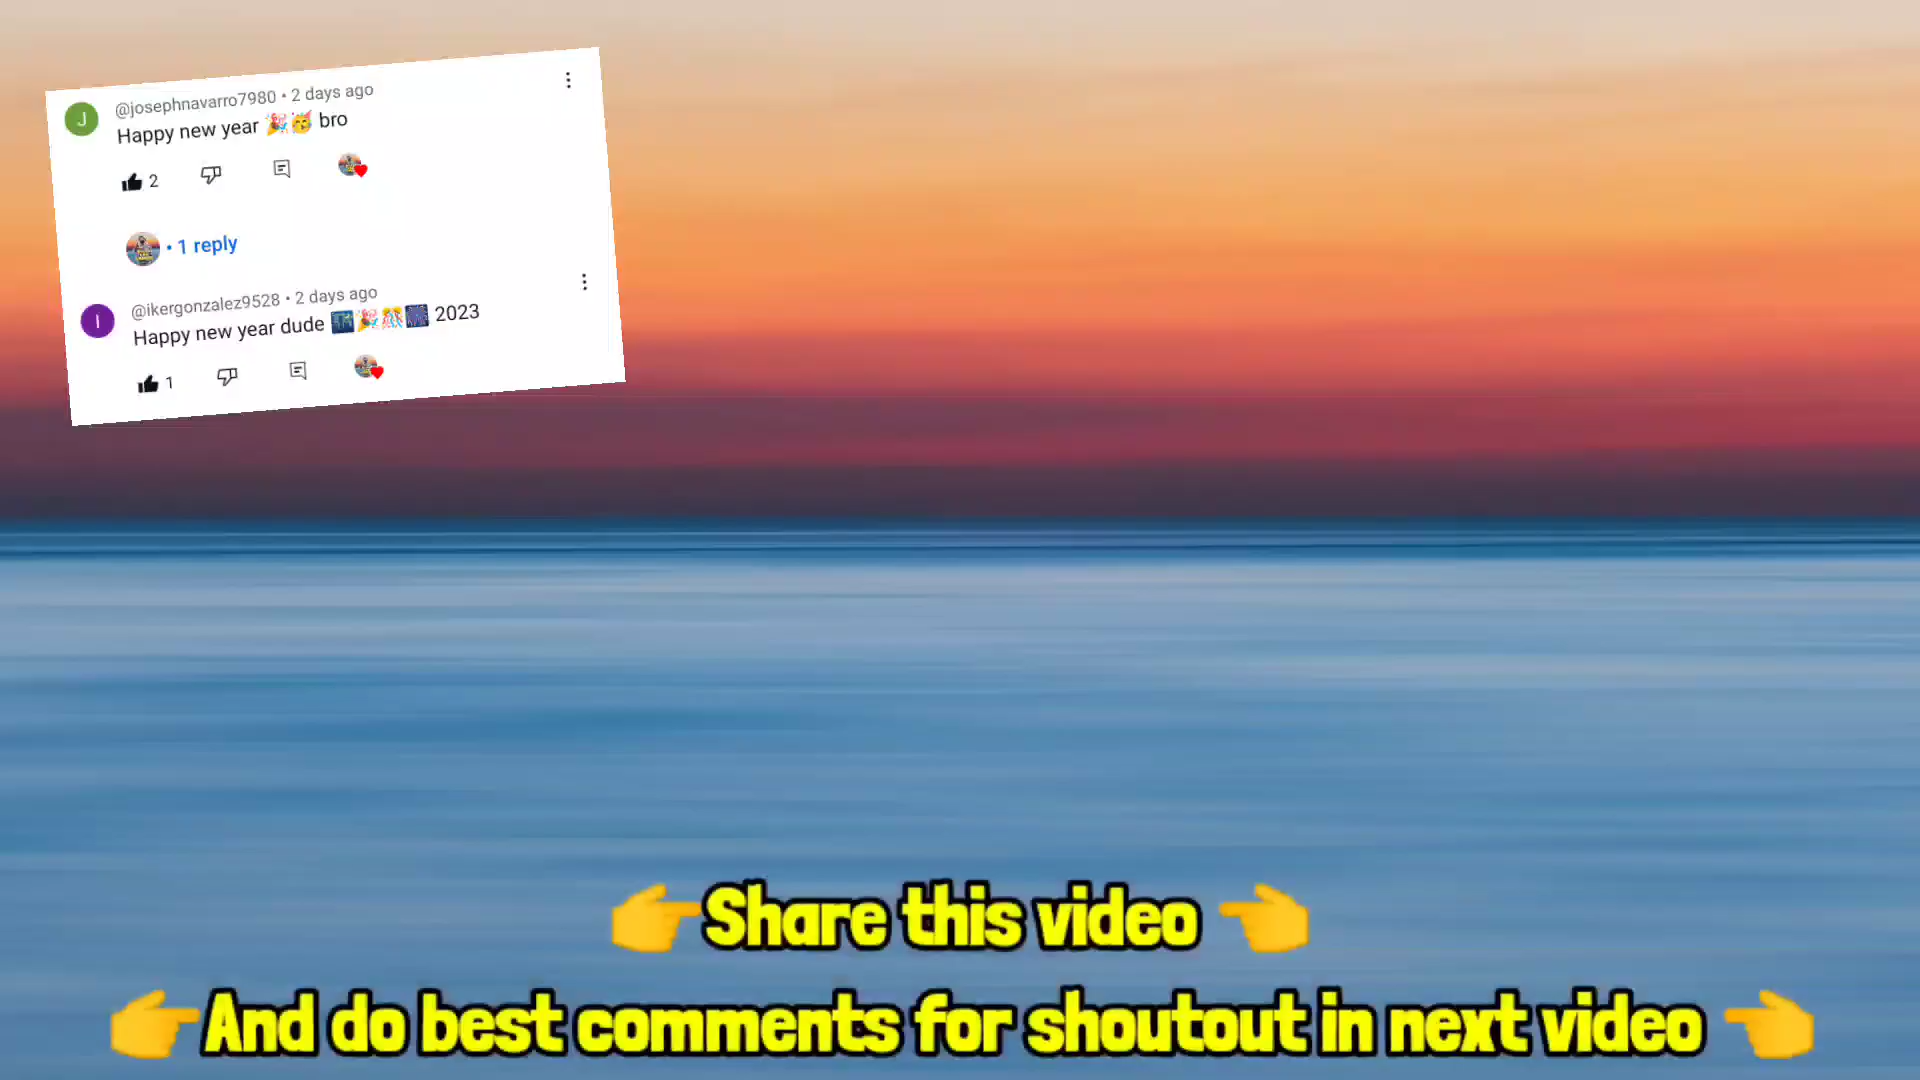 J
@josephnavarro7980 • 2 days ago
Happy new year 🎉🥳 bro
2
• 1 reply
I
@ikergonzalez9528 • 2 days ago
Happy new year dude 🌃🎉🎊🎆 2023
1
👉Share this video 👈
👉And do best comments for shoutout in next video 👈